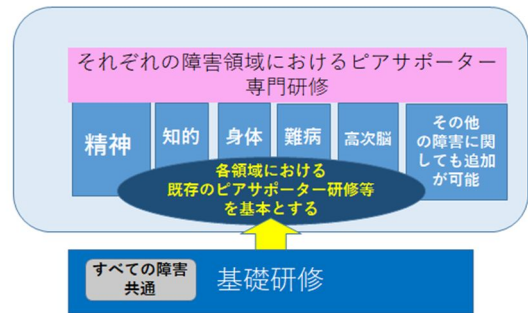 それぞれの障害領域におけるピアサポーター
専門研修
精神
知的
身体
難病
高次脳
その他
の障害に関
しても追加
が可能
各領域における
既存のピアサポーター研修等
を基本とする
すべての障害
共通
基礎研修